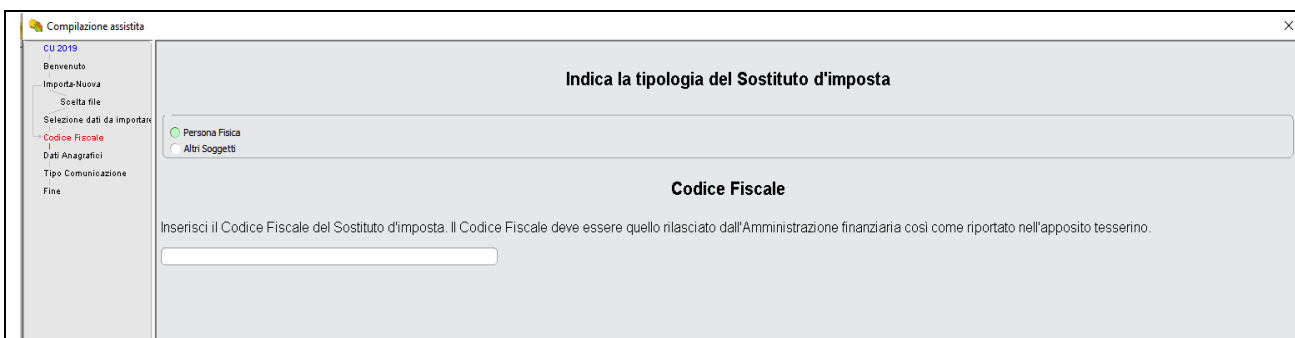 Compilazione assistita
CU 2019
Benvenuto
Importa-Nuova
Scelta file
Selezione dati da importare
Codice Fiscale
Dati Anagrafici
Tipo Comunicazione
Fine
Indica la tipologia del Sostituto d'imposta
Persona Fisica
Altri Soggetti
Codice Fiscale
Inserisci il Codice Fiscale del Sostituto d'imposta. Il Codice Fiscale deve essere quello rilasciato dall'Amministrazione finanziaria così come riportato nell'apposito tesserino.